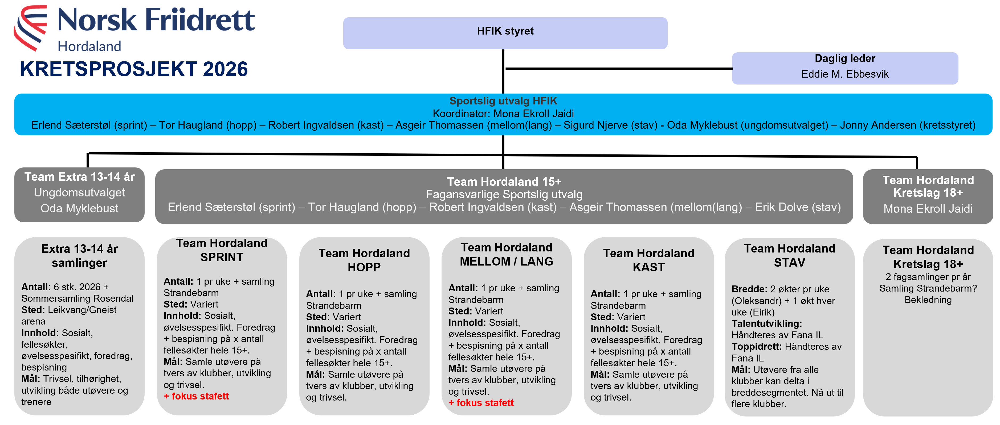 Norsk Friidrett
Hordaland
KRETSPROSJEKT 2026
HFIK styret
Daglig leder
Eddie M. Ebbesvik
Sportslig utvalg HFIK
Koordinator: Mona Ekroll Jaidi
Erlend Sæterstøl (sprint) – Tor Haugland (hopp) – Robert Ingvaldsen (kast) – Asgeir Thomassen (mellom(lang) – Sigurd Njerve (stav) - Oda Myklebust (ungdomsutvalget) – Jonny Andersen (kretsstyret)
Team Extra 13-14 år
Ungdomsutvalget
Oda Myklebust
Team Hordaland 15+
Fagansvarlige Sportslig utvalg
Erlend Sæterstøl (sprint) – Tor Haugland (hopp) – Robert Ingvaldsen (kast) – Asgeir Thomassen (mellom(lang) – Erik Dolve (stav)
Team Hordaland
Kretslag 18+
Mona Ekroll Jaidi
Extra 13-14 år
samlinger
Antall: 6 stk. 2026 +
Sommersamling Rosendal
Sted: Leikvang/Gneist
arena
Innhold: Sosialt,
fellesøkter,
øvelsesspesifikt, foredrag,
bespisning
Mål: Trivsel, tilhørighet,
utvikling både utøvere og
trenere
Team Hordaland
SPRINT
Antall: 1 pr uke + samling
Strandebarm
Sted: Variert
Innhold: Sosialt,
øvelsesspesifikt. Foredrag
+ bespisning på x antall
fellesøkter hele 15+.
Mål: Samle utøvere på
tvers av klubber, utvikling
og trivsel.
+ fokus stafett
Team Hordaland
HOPP
Antall: 1 pr uke + samling
Strandebarm
Sted: Variert
Innhold: Sosialt,
øvelsesspesifikt. Foredrag
+ bespisning på x antall
fellesøkter hele 15+.
Mål: Samle utøvere på
tvers av klubber, utvikling
og trivsel.
Team Hordaland
MELLOM / LANG
Antall: 1 pr uke + samling
Strandebarm
Sted: Variert
Innhold: Sosialt,
øvelsesspesifikt. Foredrag
+ bespisning på x antall
fellesøkter hele 15+.
Mål: Samle utøvere på
tvers av klubber, utvikling
og trivsel.
+ fokus stafett
Team Hordaland
KAST
Antall: 1 pr uke + samling
Strandebarm
Sted: Variert
Innhold: Sosialt,
øvelsesspesifikt. Foredrag
+ bespisning på x antall
fellesøkter hele 15+.
Mål: Samle utøvere på
tvers av klubber, utvikling
og trivsel.
Team Hordaland
STAV
Bredde: 2 økter pr uke
(Oleksandr) + 1 økt hver
uke (Eirik)
Talentutvikling:
Håndteres av Fana IL
Toppidrett: Håndteres av
Fana IL
Mål: Utøvere fra alle
klubber kan delta i
breddesegmentet. Nå ut til
flere klubber.
Team Hordaland
Kretslag 18+
2 fagsamlinger pr år
Samling Strandebarm?
Bekledning